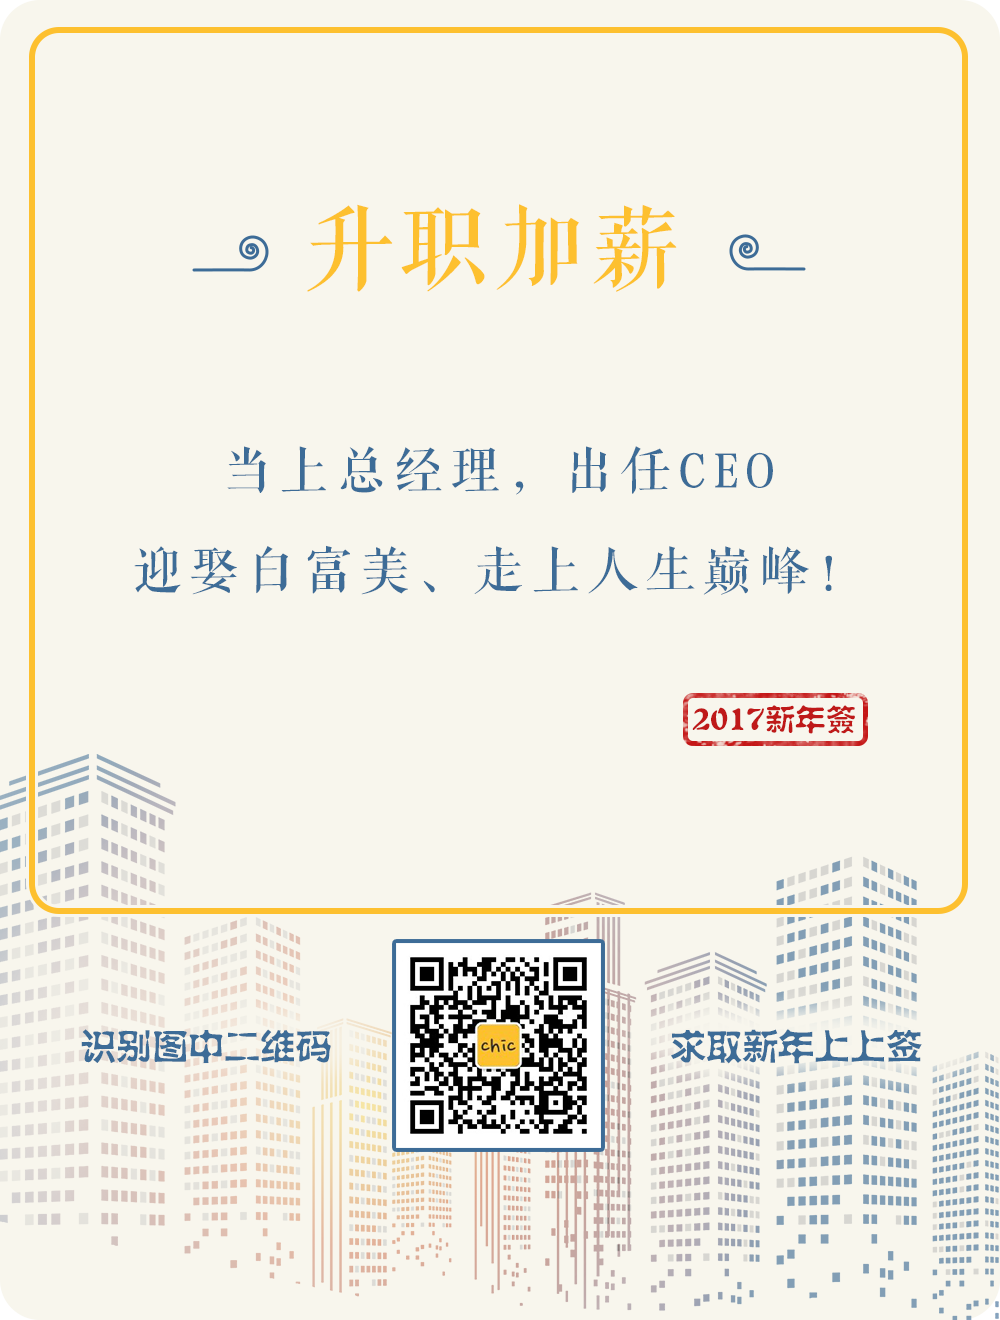 升职加薪
当上总经理，出任CEO
迎娶白富美、走上人生巅峰！
2017新年签
识别图中二维码
chic
求取新年上上签